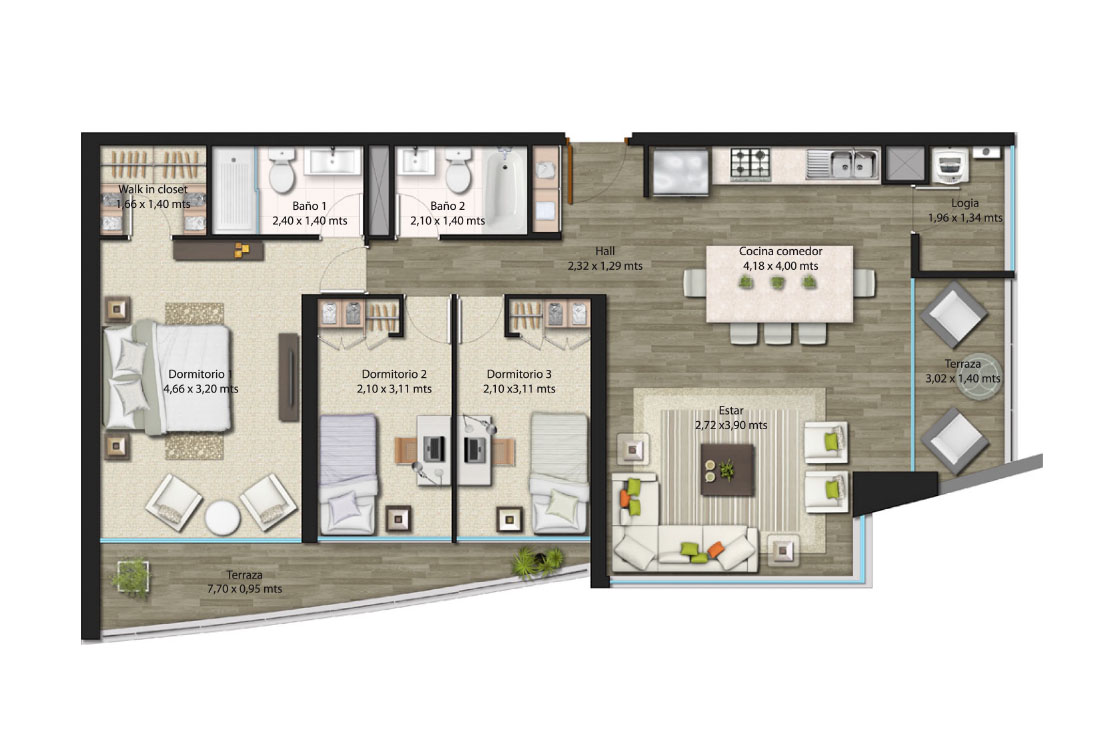 Walk in closet
1,66 x 1,40 mts
Baño 1
2,40 x 1,40 mts
Baño 2
2,10 x 1,40 mts
Logia
1,96 x 1,34 mts
Hall
2,32 x 1,29 mts
Cocina comedor
4,18 x 4,00 mts
Dormitorio 1
4,66 x 3,20 mts
Dormitorio 2
2,10 x 3,11 mts
Dormitorio 3
2,10 x3,11 mts
Terraza
3,02 x 1,40 mts
Estar
2,72 x3,90 mts
Terraza
7,70 x 0,95 mts